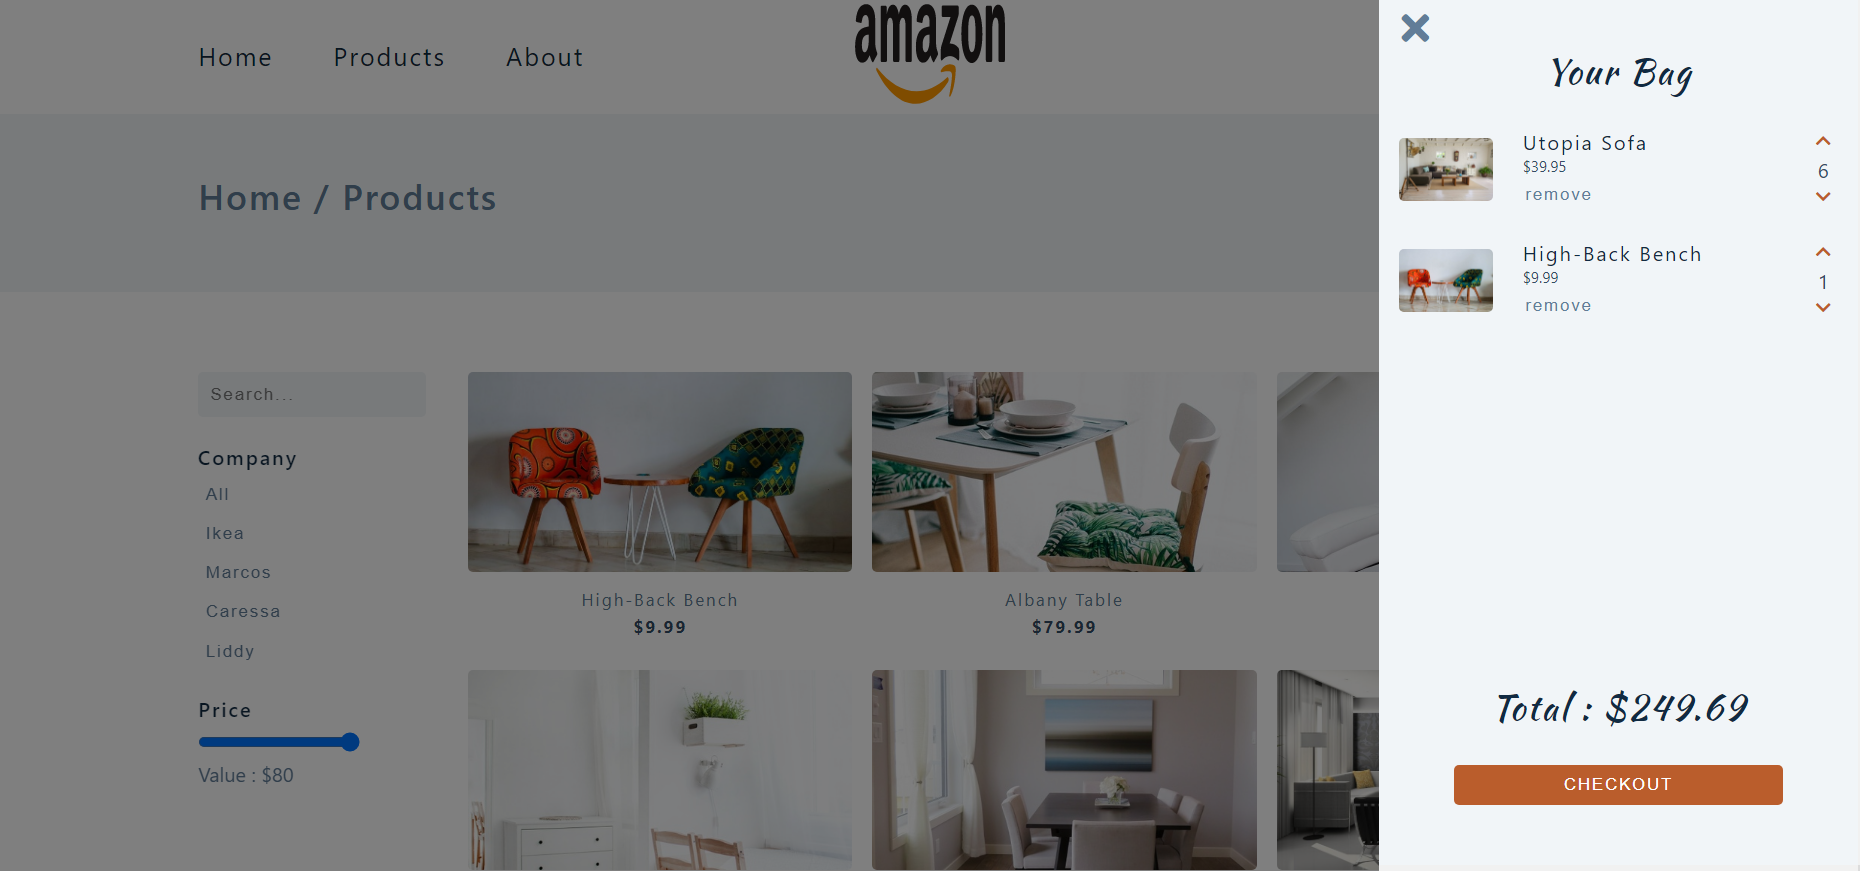 Home
Products
About
amazon
Home / Products
Search...
Company
All
Ikea
Marcos
Caressa
Liddy
Price
Value : $80
High-Back Bench
$9.99
Albany Table
$79.99
Your Bag
Utopia Sofa
$39.95
remove
6
High-Back Bench
$9.99
remove
1
Total : $249.69
CHECKOUT